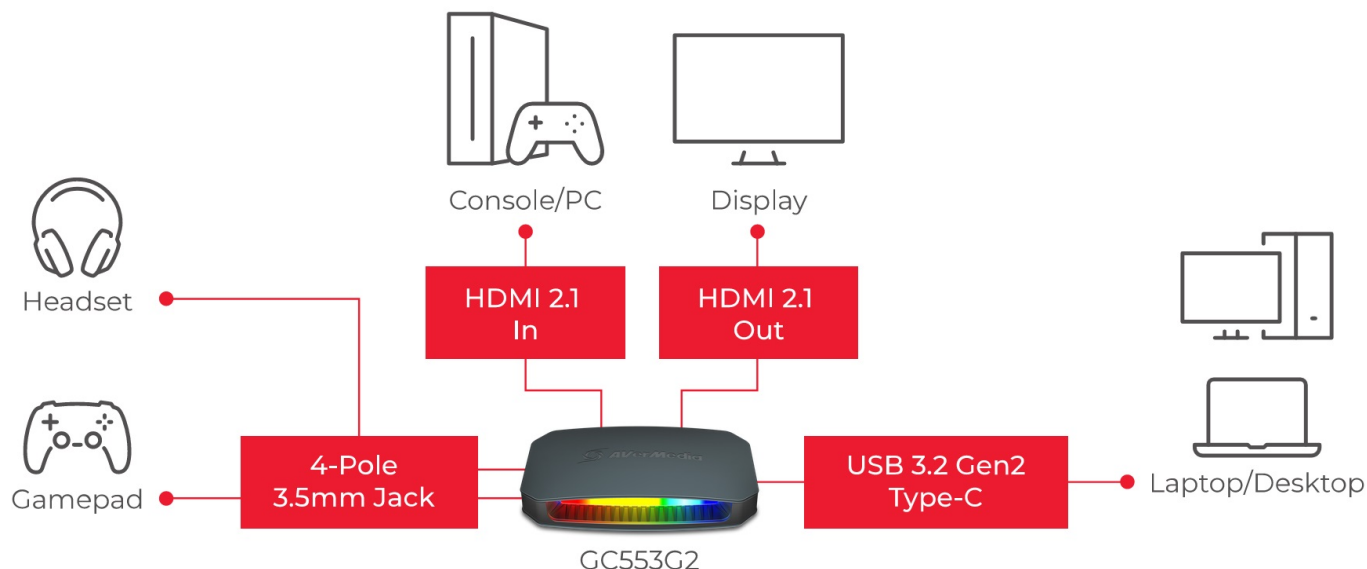 Console/PC
Display
HDMI 2.1
In
HDMI 2.1
Out
Headset
Gamepad
4-Pole
3.5mm Jack
AVerMedia
USB 3.2 Gen2
Type-C
Laptop/Desktop
GC553G2